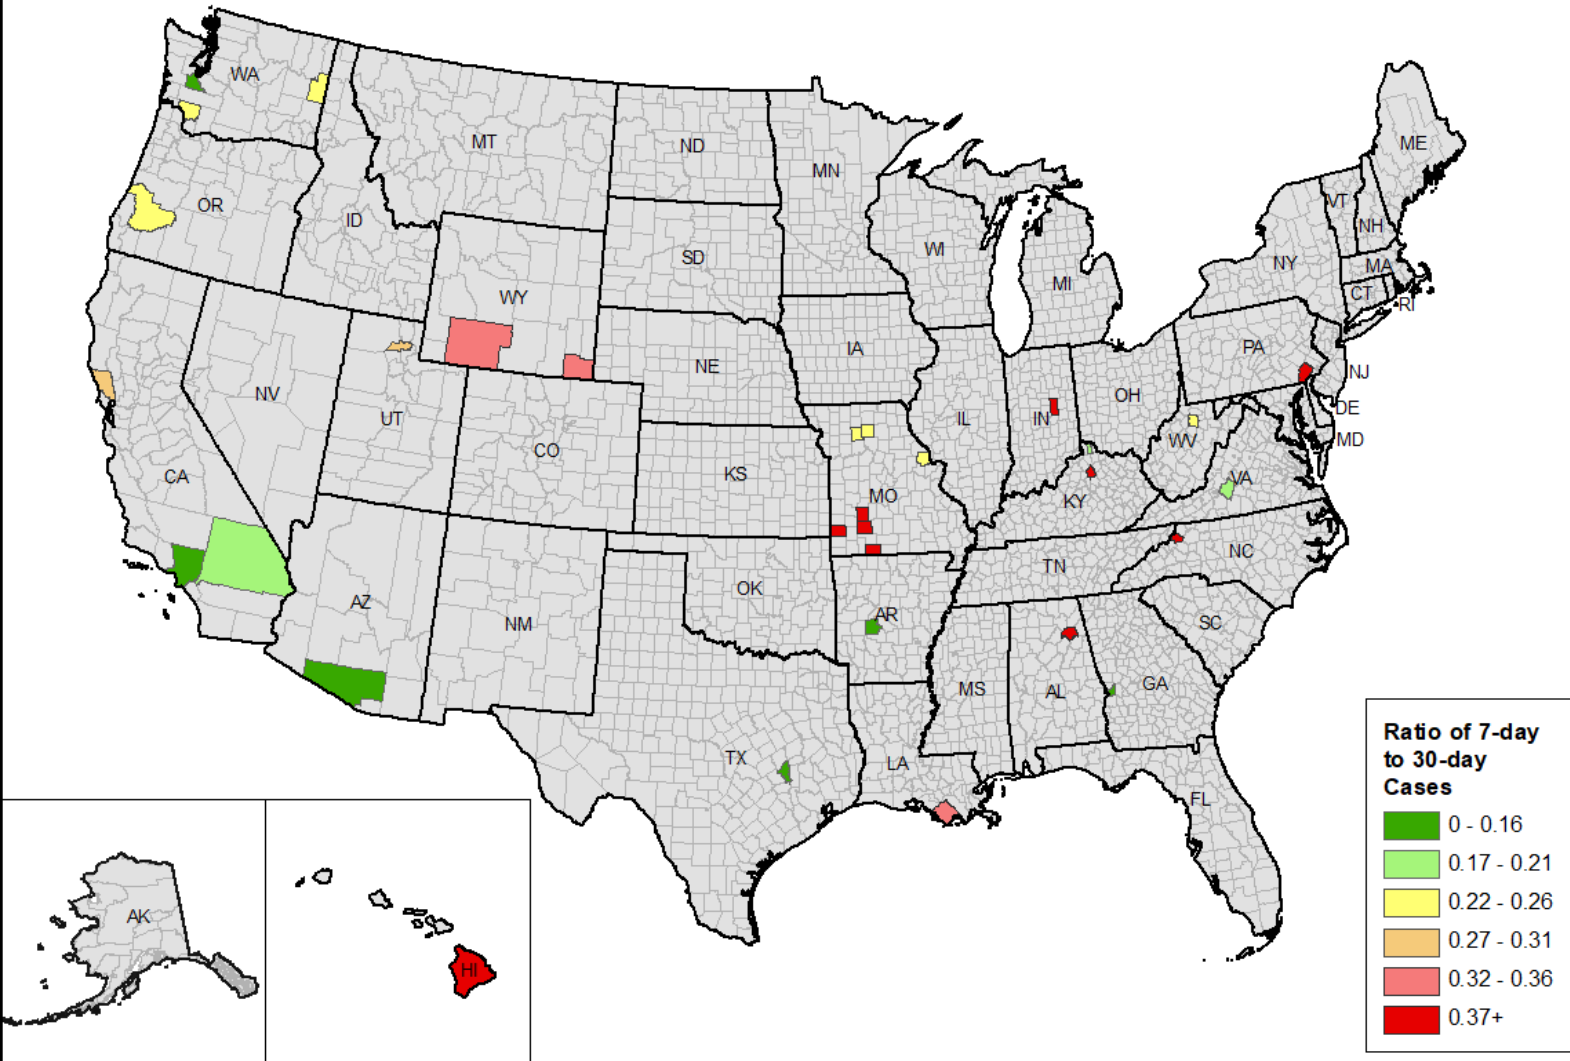 WA
MT
ND
MN
ME
OR
ID
VT
NH
SD
WI
NY
MA
WY
MI
CT
RI
IA
PA
NE
NJ
NV
UT
IL
IN
OH
DE
CO
WV
MD
CA
KS
MO
KY
VA
AZ
OK
TN
NC
NM
AR
SC
MS
AL
GA
TX
LA
FL
AK
HI
Ratio of 7-day
to 30-day
Cases
0 - 0.16
0.17 - 0.21
0.22 - 0.26
0.27 - 0.31
0.32 - 0.36
0.37+